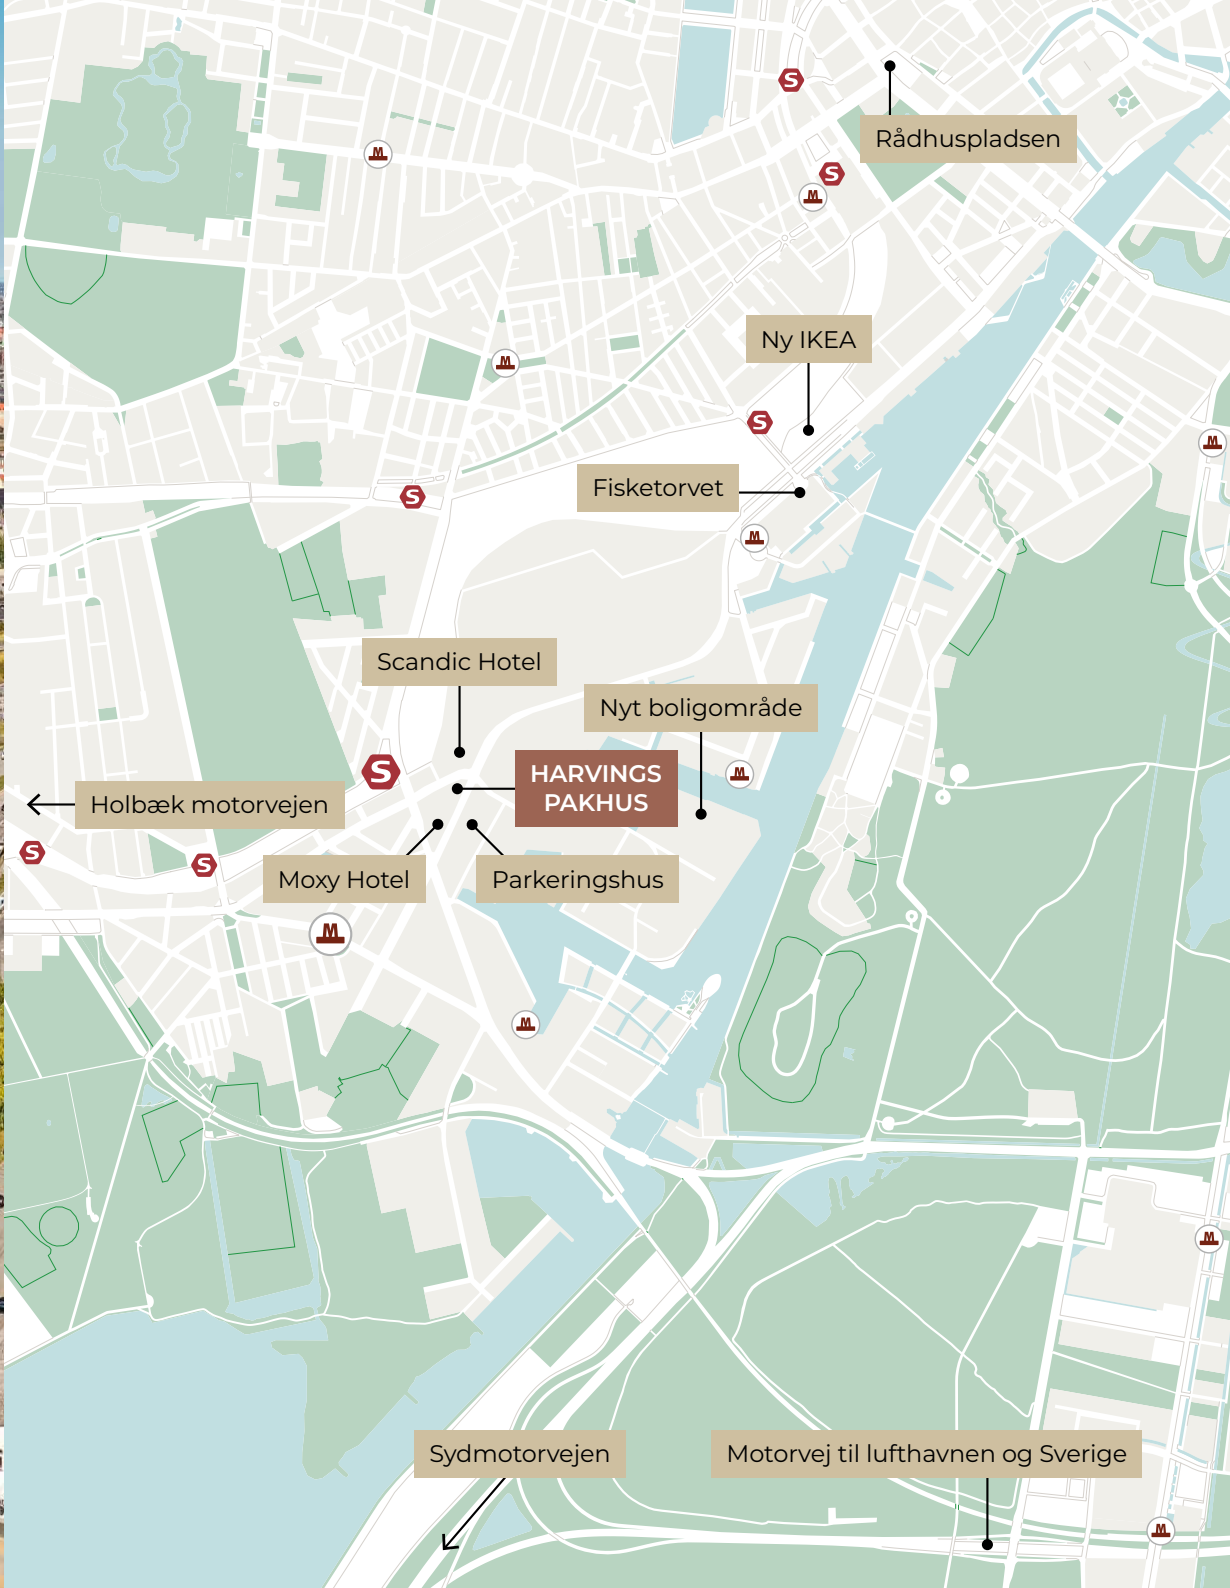 S
Rådhuspladsen
M
S
M
Ny IKEA
M
S
M
Fisketorvet
S
M
Scandic Hotel
Nyt boligområde
S
HARVINGS
PAKHUS
M
Holbæk motorvejen
S
S
Moxy Hotel
Parkeringshus
M
M
M
Sydmotorvejen
Motorvej til lufthavnen og Sverige
M